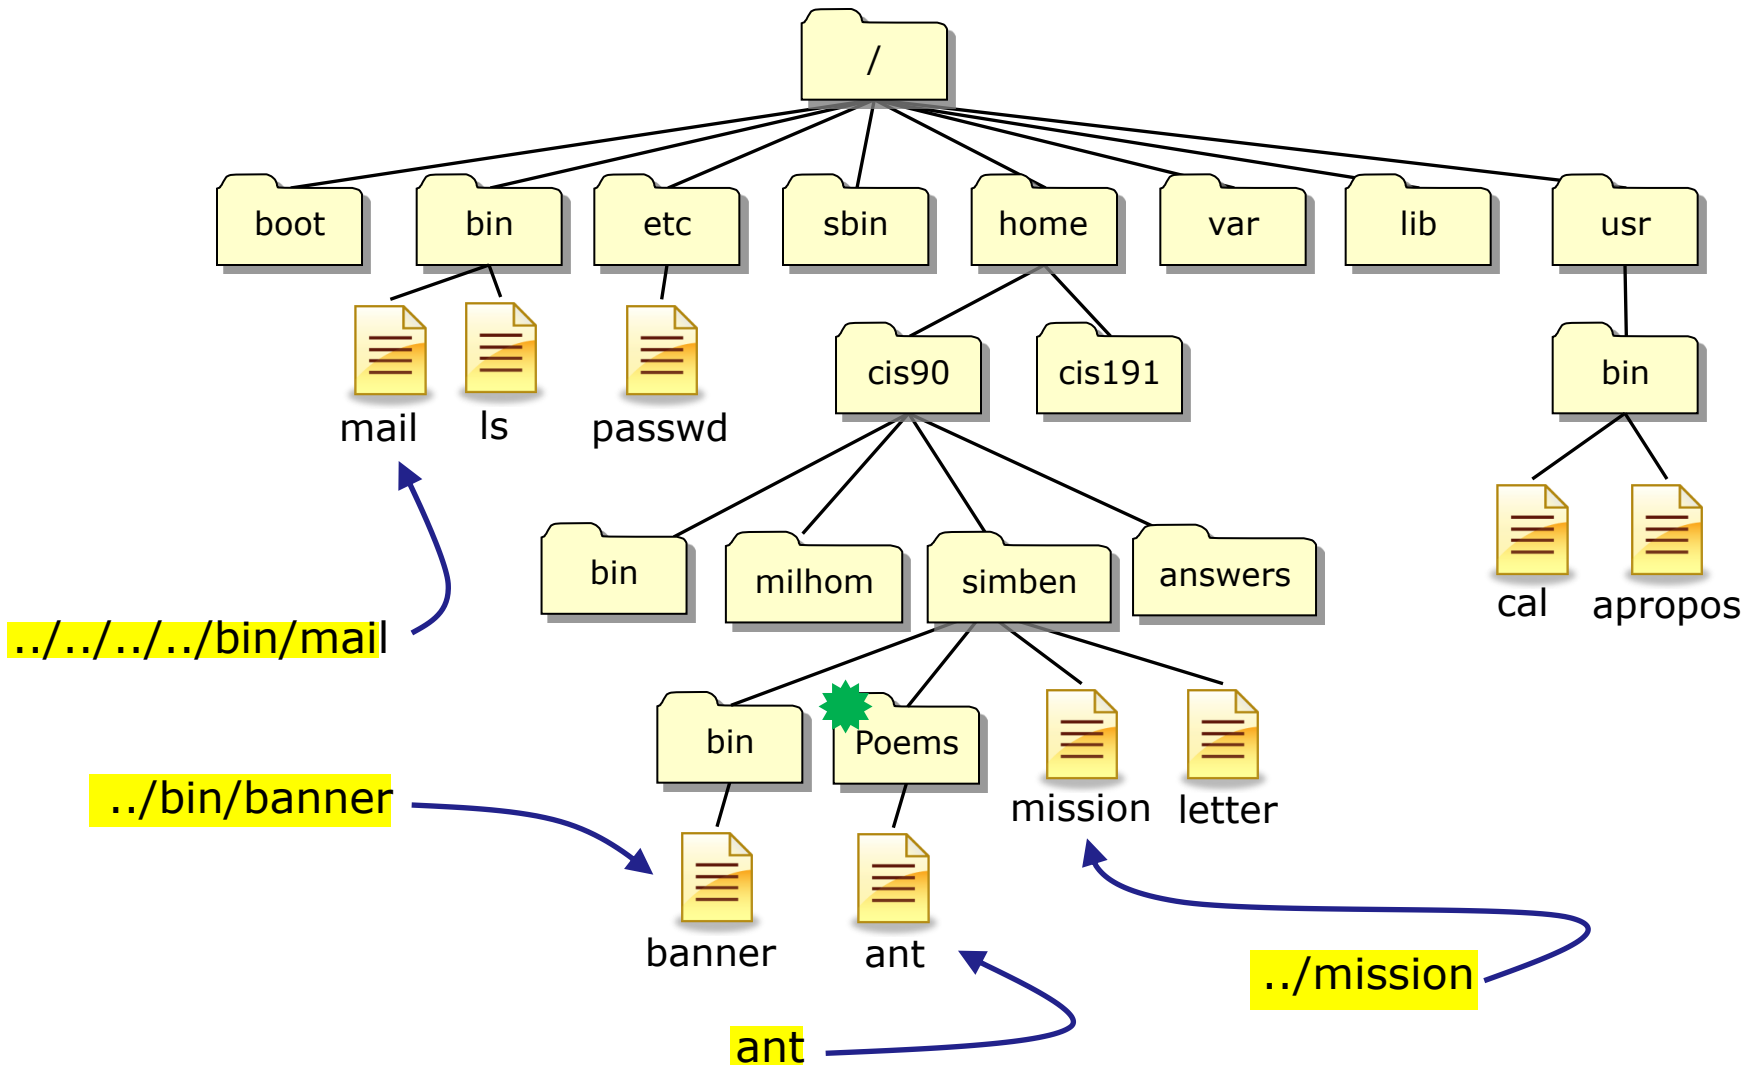 /
boot
bin
etc
sbin
home
var
lib
usr
mail
ls
passwd
cis90
cis191
bin
cal
apropos
bin
milhom
simben
answers
../../../../bin/mail
bin
Poems
mission
letter
../bin/banner
banner
ant
../mission
ant